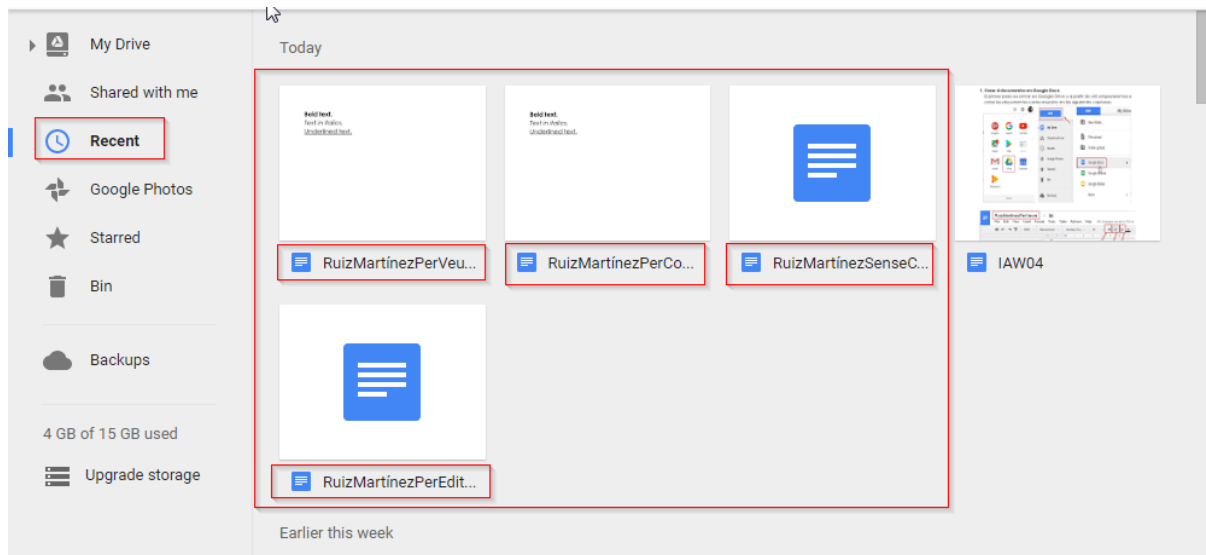 My Drive
Shared with me
Recent
Google Photos
Starred
Bin
Backups
4 GB of 15 GB used
Upgrade storage
Today
Bold text.
Text in italics.
Underlined text.
Bold text.
Text in italics.
Underlined text.
RuizMartínezPerVeu...
RuizMartínezPerCo...
RuizMartínezSenseC...
IAW04
RuizMartínezPerEdit...
Earlier this week